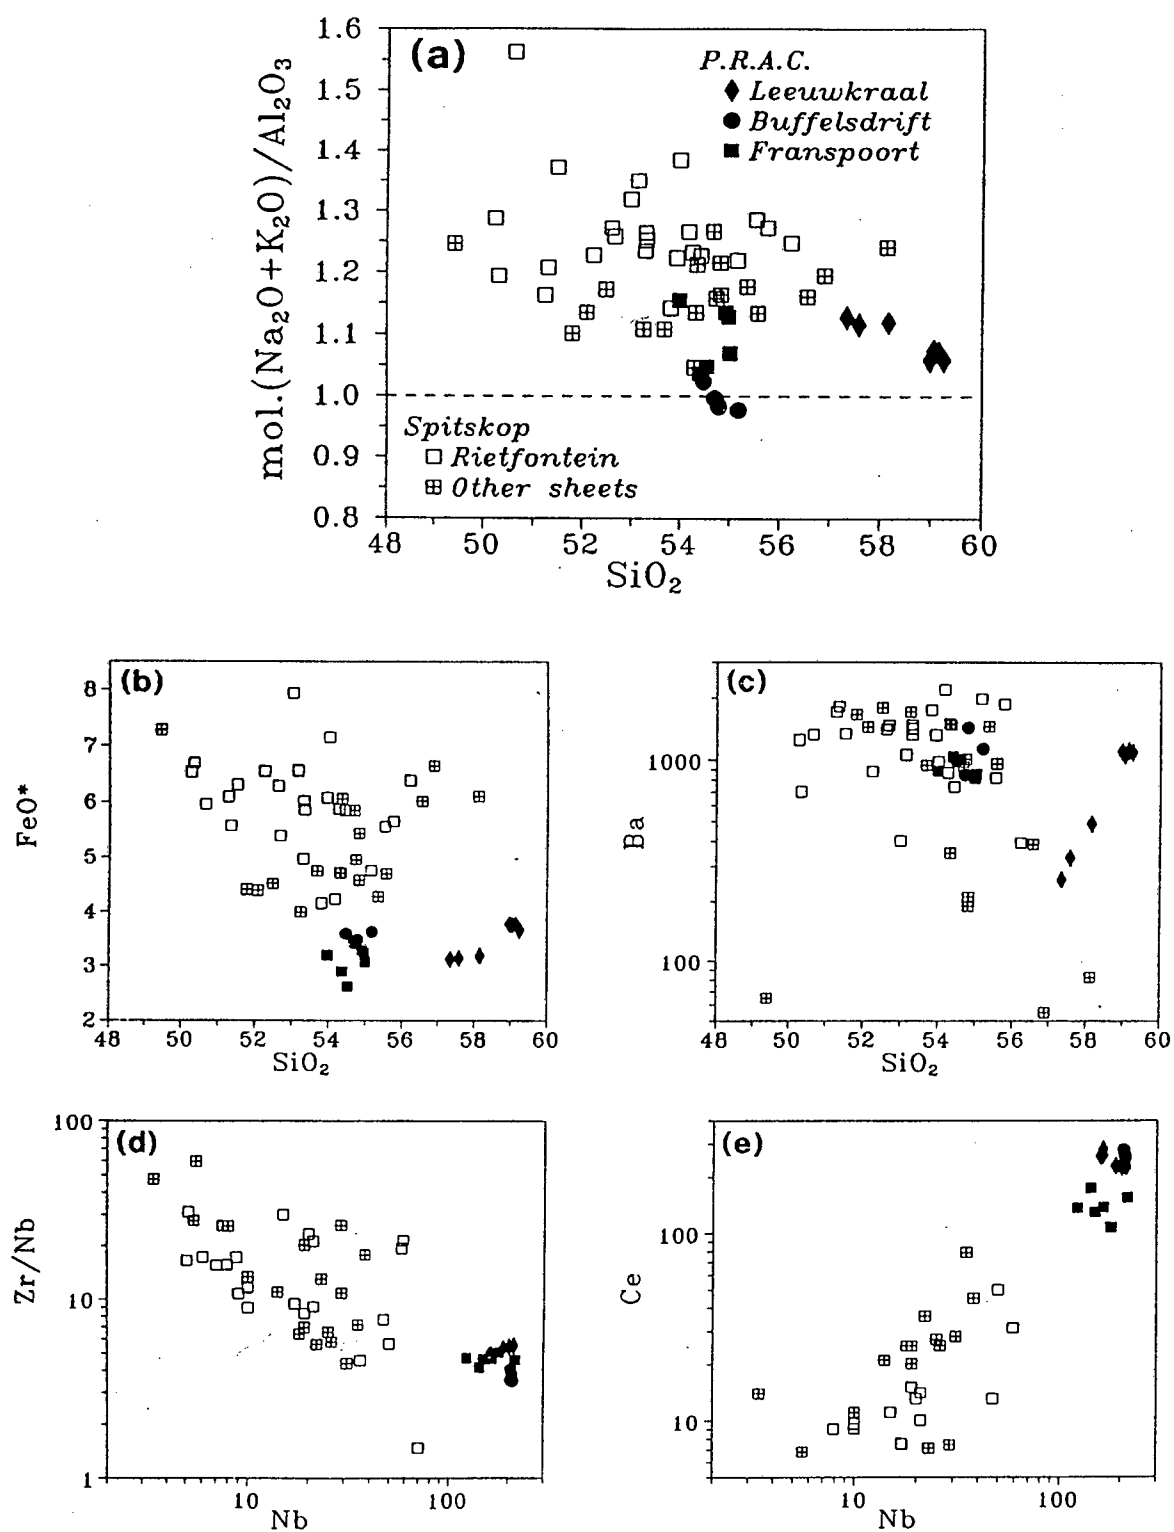 (a)
mol.(Na₂O+K₂O)/Al₂O₃
1.6
1.5
1.4
1.3
1.2
1.1
1.0
0.9
0.8
P.R.A.C.
Leeuwkraal
Buffelsdrift
Franspoort
Spitskop
Rietfontein
Other sheets
48 50 52 54 56 58 60
SiO₂
(b)
FeO*
8
7
6
5
4
3
2
50 52 54 56 58 60
SiO₂
(c)
Ba
1000
100
48 50 52 54 56 58 60
SiO₂
(d)
Zr/Nb
100
10
1
10 100
Nb
(e)
Ce
100
10
10 100
Nb